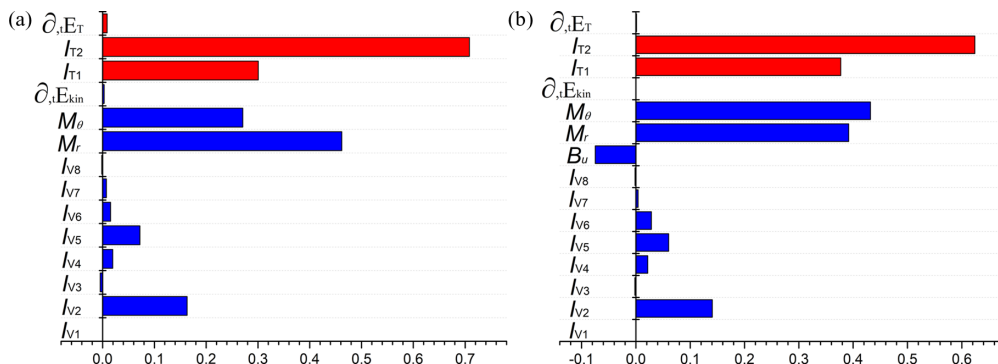 (a)
∂,tET
IT2
IT1
∂,tEkin
Mθ
Mr
IV8
IV7
IV6
IV5
IV4
IV3
IV2
IV1
0.0 0.1 0.2 0.3 0.4 0.5 0.6 0.7
(b)
∂,tET
IT2
IT1
∂,tEkin
Mθ
Mr
Bu
IV8
IV7
IV6
IV5
IV4
IV3
IV2
IV1
-0.1 0.0 0.1 0.2 0.3 0.4 0.5 0.6